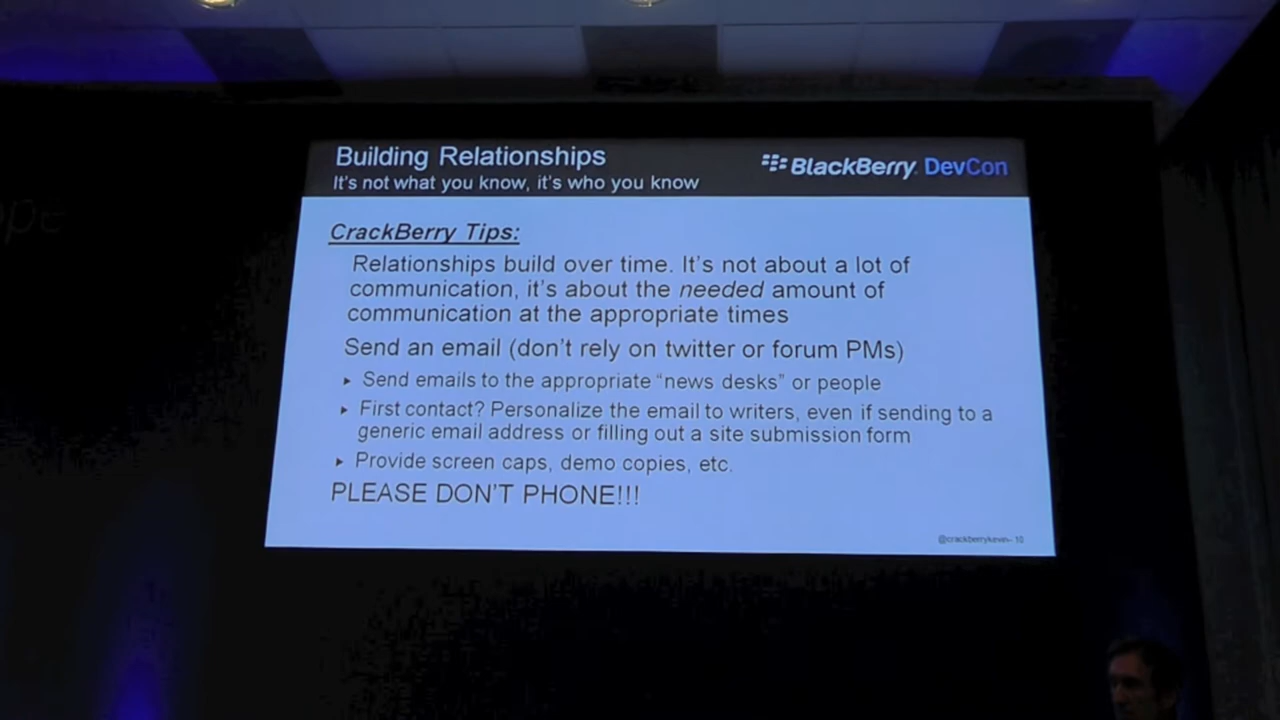 Building Relationships
It's not what you know, it's who you know
BlackBerry DevCon
CrackBerry Tips:
Relationships build over time. It's not about a lot of
communication, it's about the needed amount of
communication at the appropriate times
Send an email (don't rely on twitter or forum PMs)
▸ Send emails to the appropriate “news desks” or people
▸ First contact? Personalize the email to writers, even if sending to a
generic email address or filling out a site submission form
▸ Provide screen caps, demo copies, etc.
PLEASE DON'T PHONE!!!
@crackberrykevin– 10